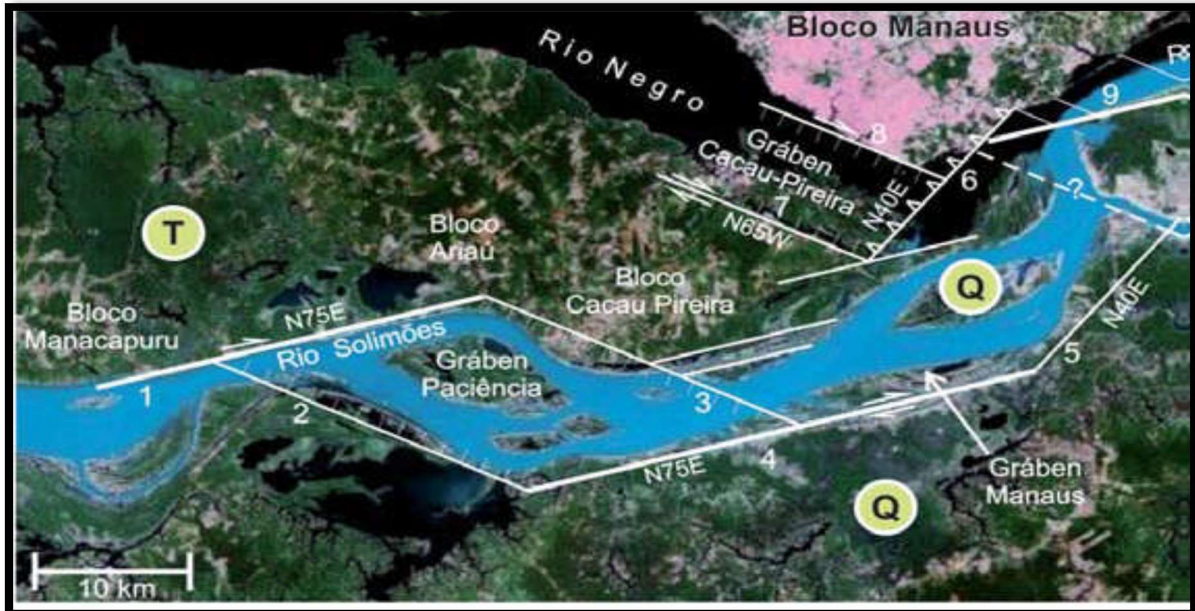 Bloco Manaus
Rio Negro
R
9
8
Gráben
Cacau-Pireira
6
7
N40E
N65W
?
T
Bloco
Ariaú
Bloco
Cacau Pireira
Q
Bloco
Manacapuru
N75E
Rio Solimões
Gráben
Paciência
N40E
1
2
3
5
4
N75E
Gráben
Manaus
Q
10 km